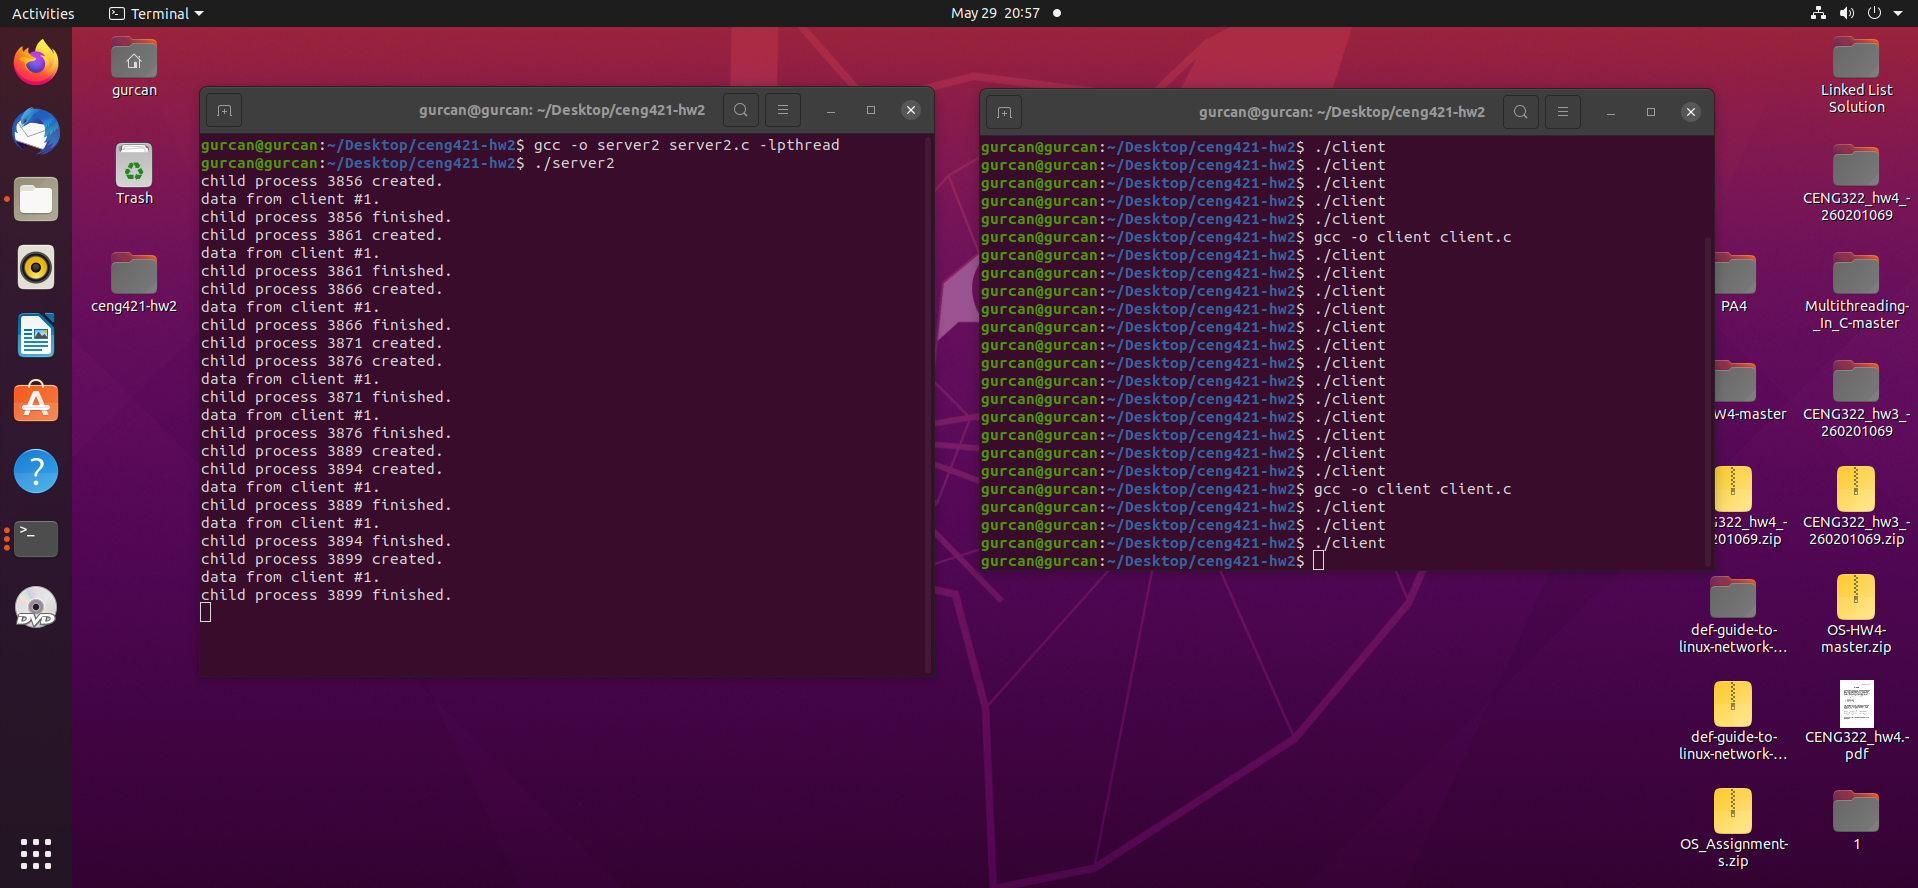 Activities
Terminal
May 29 20:57
gurcan
Trash
ceng421-hw2
gurcan@gurcan: ~/Desktop/ceng421-hw2
gurcan@gurcan:~/Desktop/ceng421-hw2$ gcc -o server2 server2.c -lpthread
gurcan@gurcan:~/Desktop/ceng421-hw2$ ./server2
child process 3856 created.
data from client #1.
child process 3856 finished.
child process 3861 created.
data from client #1.
child process 3861 finished.
child process 3866 created.
data from client #1.
child process 3866 finished.
child process 3871 created.
child process 3876 created.
data from client #1.
child process 3871 finished.
data from client #1.
child process 3876 finished.
child process 3889 created.
child process 3894 created.
data from client #1.
child process 3889 finished.
data from client #1.
child process 3894 finished.
child process 3899 created.
data from client #1.
child process 3899 finished.
gurcan@gurcan: ~/Desktop/ceng421-hw2
gurcan@gurcan:~/Desktop/ceng421-hw2$ ./client
gurcan@gurcan:~/Desktop/ceng421-hw2$ ./client
gurcan@gurcan:~/Desktop/ceng421-hw2$ ./client
gurcan@gurcan:~/Desktop/ceng421-hw2$ ./client
gurcan@gurcan:~/Desktop/ceng421-hw2$ ./client
gurcan@gurcan:~/Desktop/ceng421-hw2$ gcc -o client client.c
gurcan@gurcan:~/Desktop/ceng421-hw2$ ./client
gurcan@gurcan:~/Desktop/ceng421-hw2$ ./client
gurcan@gurcan:~/Desktop/ceng421-hw2$ ./client
gurcan@gurcan:~/Desktop/ceng421-hw2$ ./client
gurcan@gurcan:~/Desktop/ceng421-hw2$ ./client
gurcan@gurcan:~/Desktop/ceng421-hw2$ ./client
gurcan@gurcan:~/Desktop/ceng421-hw2$ ./client
gurcan@gurcan:~/Desktop/ceng421-hw2$ ./client
gurcan@gurcan:~/Desktop/ceng421-hw2$ ./client
gurcan@gurcan:~/Desktop/ceng421-hw2$ ./client
gurcan@gurcan:~/Desktop/ceng421-hw2$ ./client
gurcan@gurcan:~/Desktop/ceng421-hw2$ ./client
gurcan@gurcan:~/Desktop/ceng421-hw2$ ./client
gurcan@gurcan:~/Desktop/ceng421-hw2$ gcc -o client client.c
gurcan@gurcan:~/Desktop/ceng421-hw2$ ./client
gurcan@gurcan:~/Desktop/ceng421-hw2$ ./client
gurcan@gurcan:~/Desktop/ceng421-hw2$ ./client
gurcan@gurcan:~/Desktop/ceng421-hw2$
Linked List
Solution
CENG322_hw4_-
260201069
PA4
Multithreading-
_In_C-master
W4-master
CENG322_hw3_-
260201069
G322_hw4_-
201069.zip
CENG322_hw3_-
260201069.zip
def-guide-to-
linux-network-...
OS-HW4-
master.zip
def-guide-to-
linux-network-...
CENG322_hw4.-
pdf
OS_Assignment-
s.zip
1
DVD